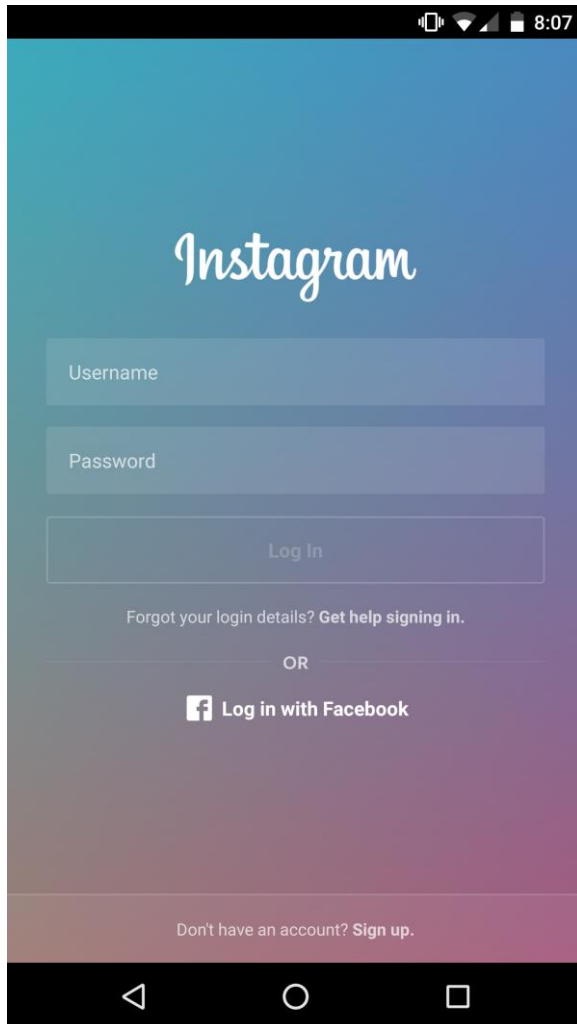 8:07
Instagram
Username
Password
Log In
Forgot your login details? Get help signing in.
OR
Log in with Facebook
Don't have an account? Sign up.